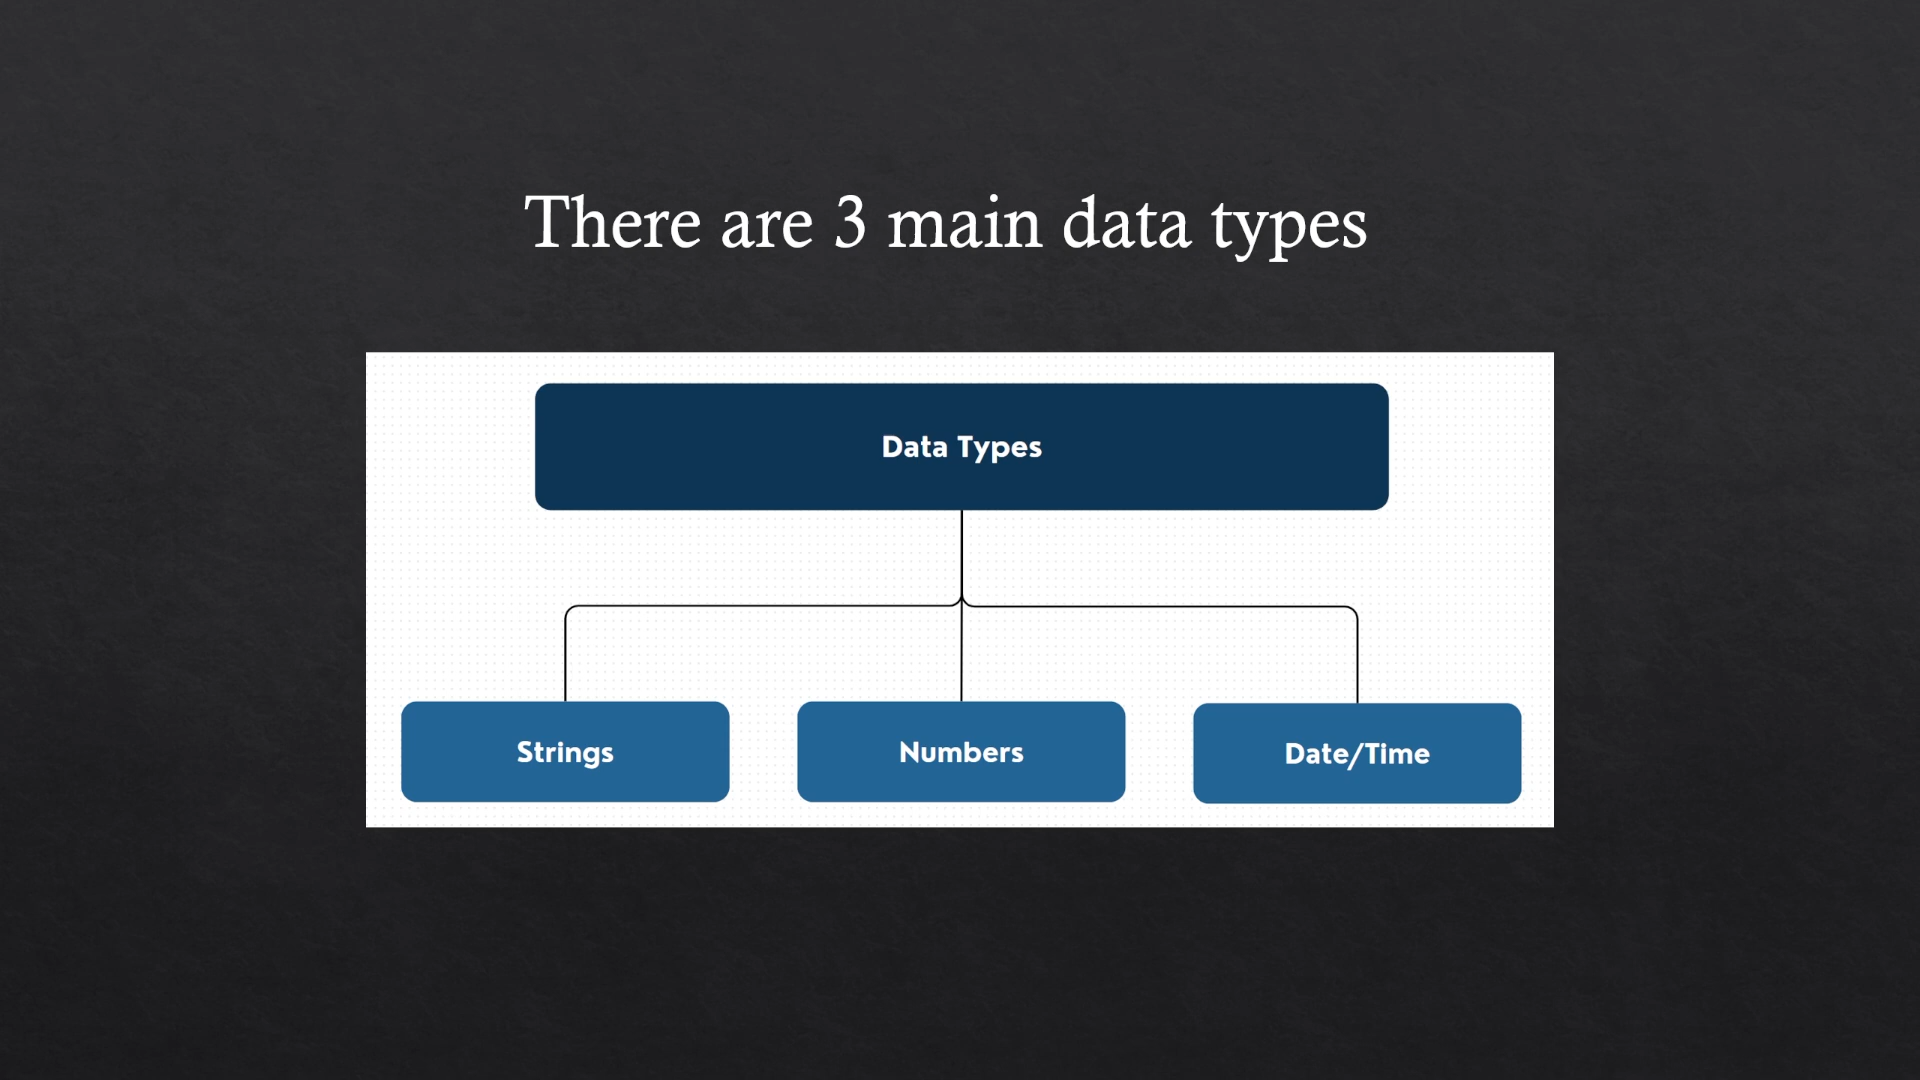 There are 3 main data types
Data Types
Strings
Numbers
Date/Time